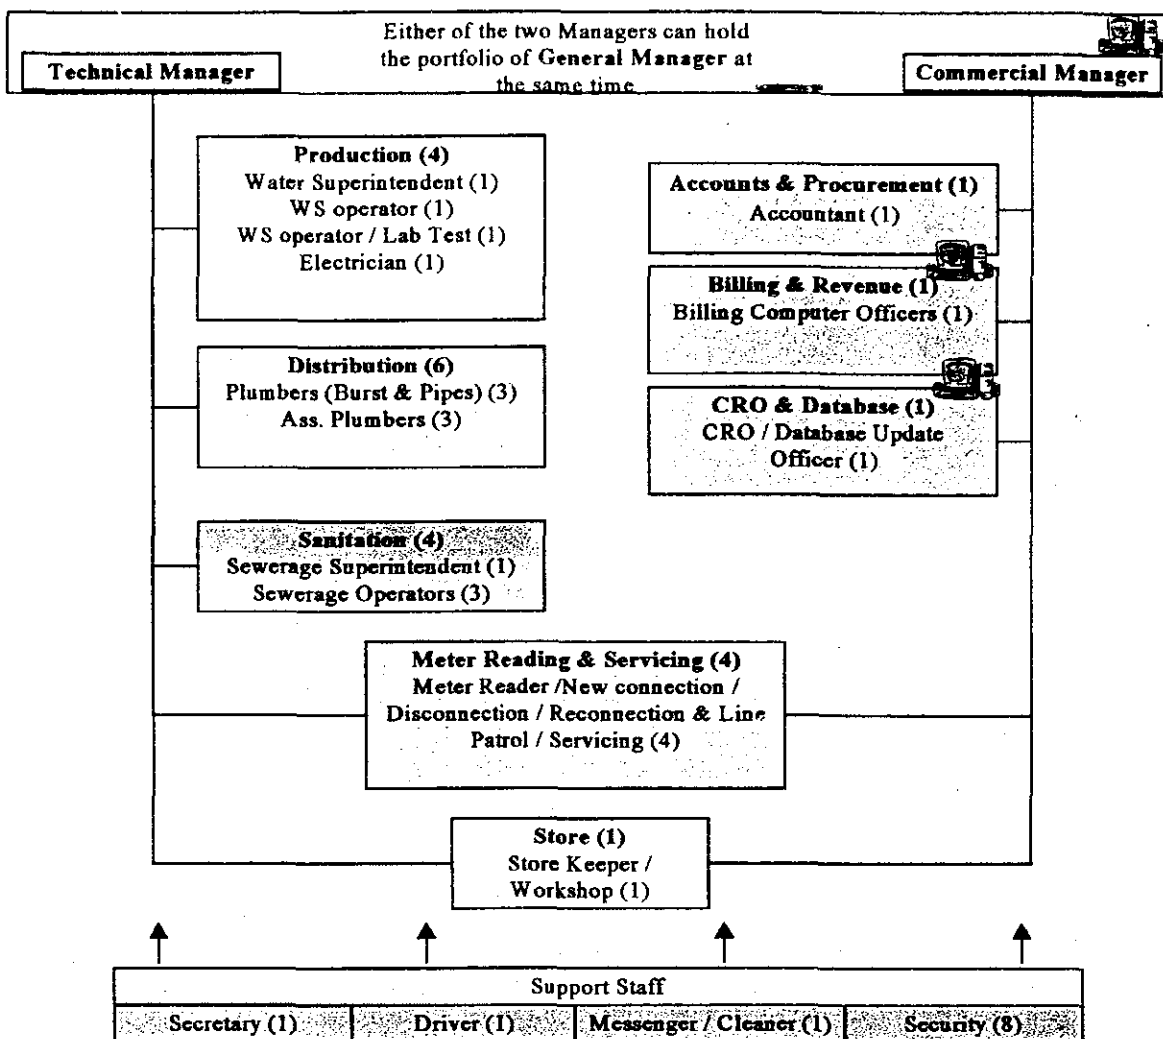 Either of the two Managers can hold
the portfolio of General Manager at
the same time
Technical Manager
Commercial Manager
Production (4)
Water Superintendent (1)
WS operator (1)
WS operator / Lab Test (1)
Electrician (1)
Distribution (6)
Plumbers (Burst & Pipes) (3)
Ass. Plumbers (3)
Sanitation (4)
Sewerage Superintendent (1)
Sewerage Operators (3)
Accounts & Procurement (1)
Accountant (1)
Billing & Revenue (1)
Billing Computer Officers (1)
CRO & Database (1)
CRO / Database Update
Officer (1)
Meter Reading & Servicing (4)
Meter Reader /New connection /
Disconnection / Reconnection & Line
Patrol / Servicing (4)
Store (1)
Store Keeper /
Workshop (1)
Support Staff
Secretary (1)
Driver (1)
Messenger / Cleaner (1)
Security (8)